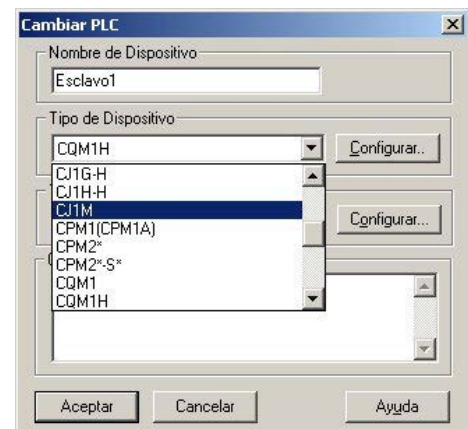 Cambiar PLC
Nombre de Dispositivo
Esclavo1
Tipo de Dispositivo
CQM1H
Configurar..
CJ1G-H
CJ1H-H
CJ1M
CPM1(CPM1A)
CPM2*
CPM2*-S*
CQM1
CQM1H
Configurar...
Aceptar
Cancelar
Ayuda